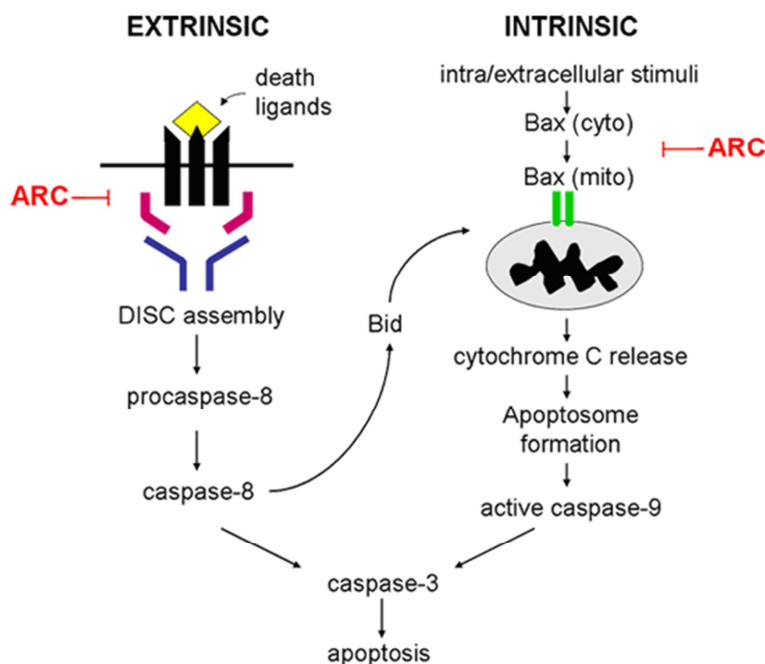 EXTRINSIC
death
ligands
ARC
DISC assembly
procaspase-8
caspase-8
Bid
INTRINSIC
intra/extracellular stimuli
Bax (cyto)
ARC
Bax (mito)
cytochrome C release
Apoptosome
formation
active caspase-9
caspase-3
apoptosis